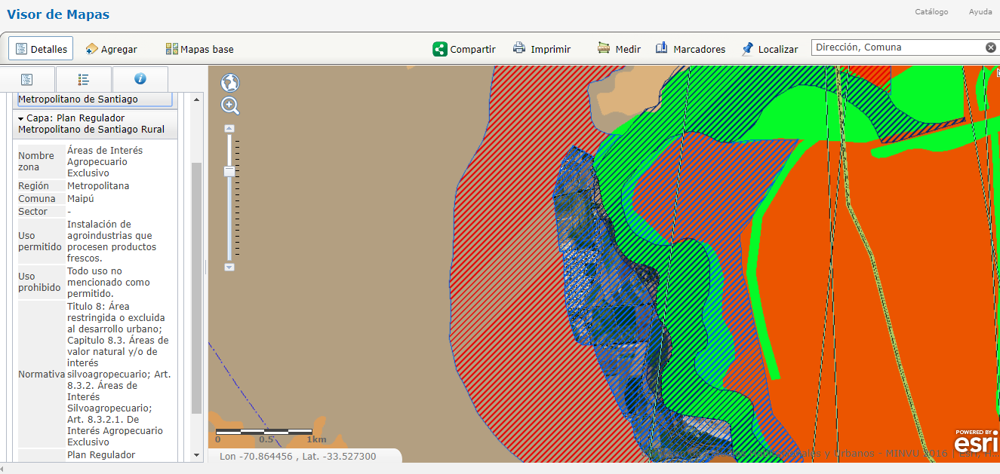 Visor de Mapas
Catálogo
Ayuda
Detalles
Agregar
Mapas base
Compartir
Imprimir
Medir
Marcadores
Localizar
Dirección, Comuna
Metropolitano de Santiago
Capa: Plan Regulador
Metropolitano de Santiago Rural
Nombre
zona
Áreas de Interés
Agropecuario
Exclusivo
Región
Metropolitana
Comuna
Maipú
Sector
-
Uso
permitido
Instalación de
agroindustrias que
procesen productos
frescos.
Uso
prohibido
Todo uso no
mencionado como
permitido.
Normativa
Titulo 8: Área
restringida o excluida
al desarrollo urbano;
Capitulo 8.3. Áreas de
valor natural y/o de
interés
silvoagropecuario; Art.
8.3.2. Áreas de
Interés
Silvoagropecuario;
Art. 8.3.2.1. De
Interés Agropecuario
Exclusivo
Plan Regulador
0 0.5 1km
Lon -70.864456 , Lat. -33.527300
y Urbanos - MINVU 2016 | Esri,
POWERED BY
esri